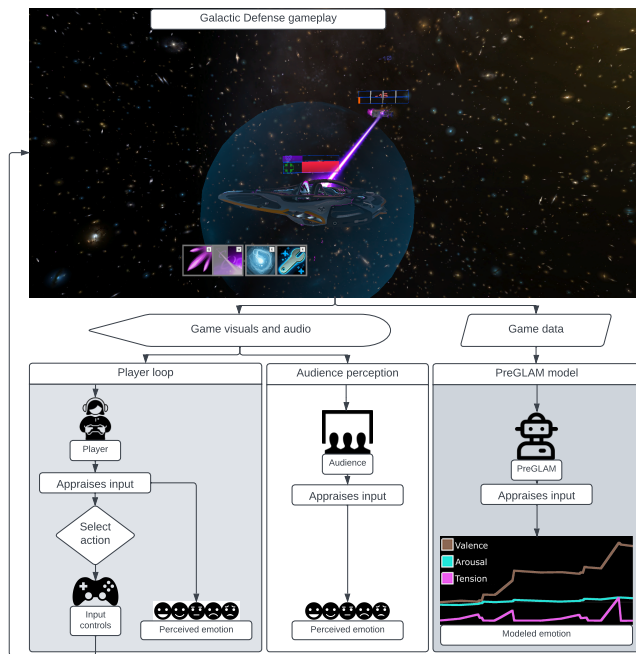 Galactic Defense gameplay
Game visuals and audio
Game data
Player loop
Audience perception
PreGLAM model
Player
Audience
PreGLAM
Appraises input
Appraises input
Appraises input
Select
action
Valence
Arousal
Tension
Input
controls
Perceived emotion
Perceived emotion
Modeled emotion